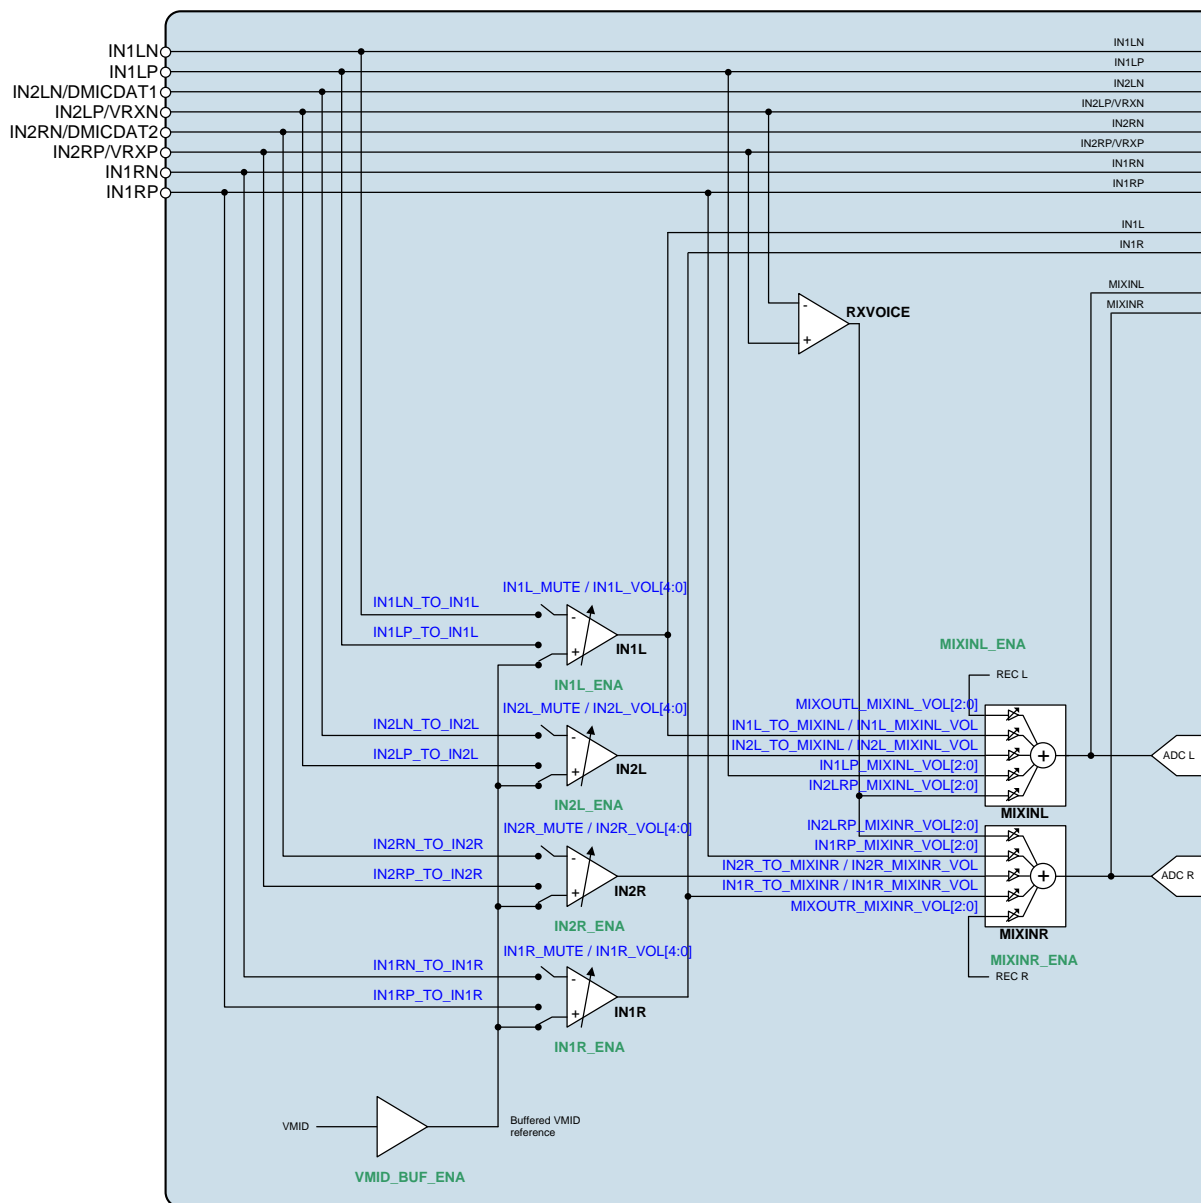 IN1LN
IN1LP
IN2LN/DMICDAT1
IN2LP/VRXN
IN2RN/DMICDAT2
IN2RP/VRXP
IN1RN
IN1RP
IN1LN
IN1LP
IN2LN
IN2LP/VRXN
IN2RN
IN2RP/VRXP
IN1RN
IN1RP
IN1L
IN1R
MIXINL
MIXINR
-
+
RXVOICE
IN1L_MUTE / IN1L_VOL[4:0]
IN1LN_TO_IN1L
IN1LP_TO_IN1L
-
+
IN1L
IN1L_ENA
IN2L_MUTE / IN2L_VOL[4:0]
IN2LN_TO_IN2L
IN2LP_TO_IN2L
-
+
IN2L
IN2L_ENA
IN2R_MUTE / IN2R_VOL[4:0]
IN2RN_TO_IN2R
IN2RP_TO_IN2R
-
+
IN2R
IN2R_ENA
IN1R_MUTE / IN1R_VOL[4:0]
IN1RN_TO_IN1R
IN1RP_TO_IN1R
-
+
IN1R
IN1R_ENA
MIXINL_ENA
REC L
MIXOUTL_MIXINL_VOL[2:0]
IN1L_TO_MIXINL / IN1L_MIXINL_VOL
IN2L_TO_MIXINL / IN2L_MIXINL_VOL
IN1LP_MIXINL_VOL[2:0]
IN2LRP_MIXINL_VOL[2:0]
+
MIXINL
ADC L
IN2LRP_MIXINR_VOL[2:0]
IN1RP_MIXINR_VOL[2:0]
IN2R_TO_MIXINR / IN2R_MIXINR_VOL
IN1R_TO_MIXINR / IN1R_MIXINR_VOL
MIXOUTR_MIXINR_VOL[2:0]
+
MIXINR
ADC R
MIXINR_ENA
REC R
VMID
Buffered VMID
reference
VMID_BUF_ENA